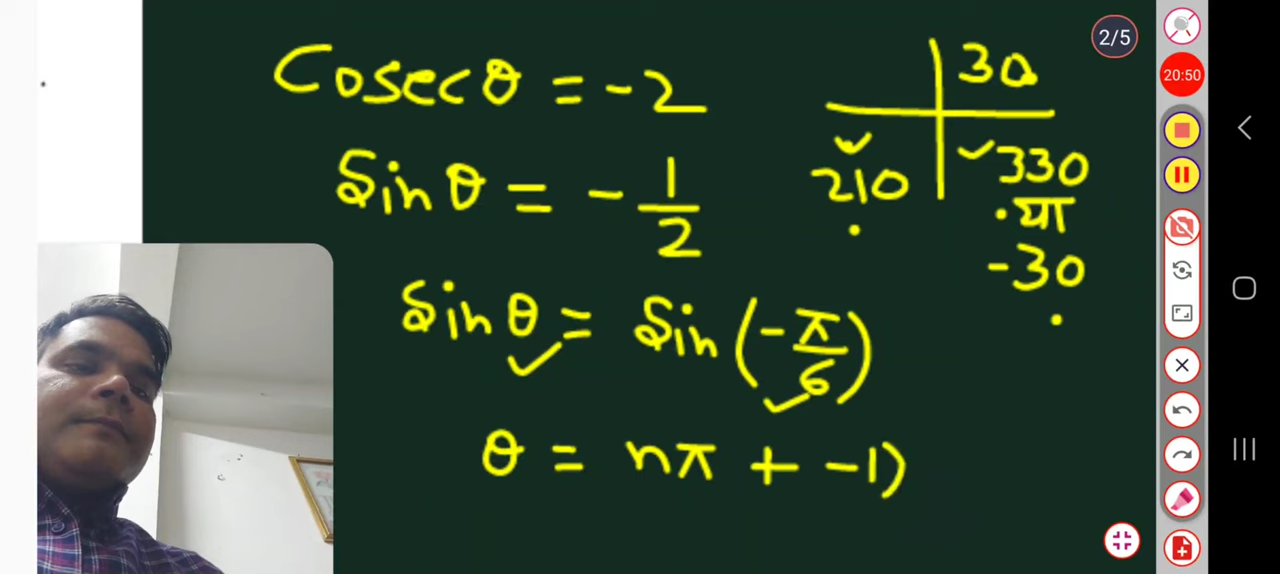 2/5
20:50
Cosecθ = -2
Sinθ = - 1/2
Sinθ = Sin(-π/6)
θ = nπ + -1)
30
210
330
या
-30